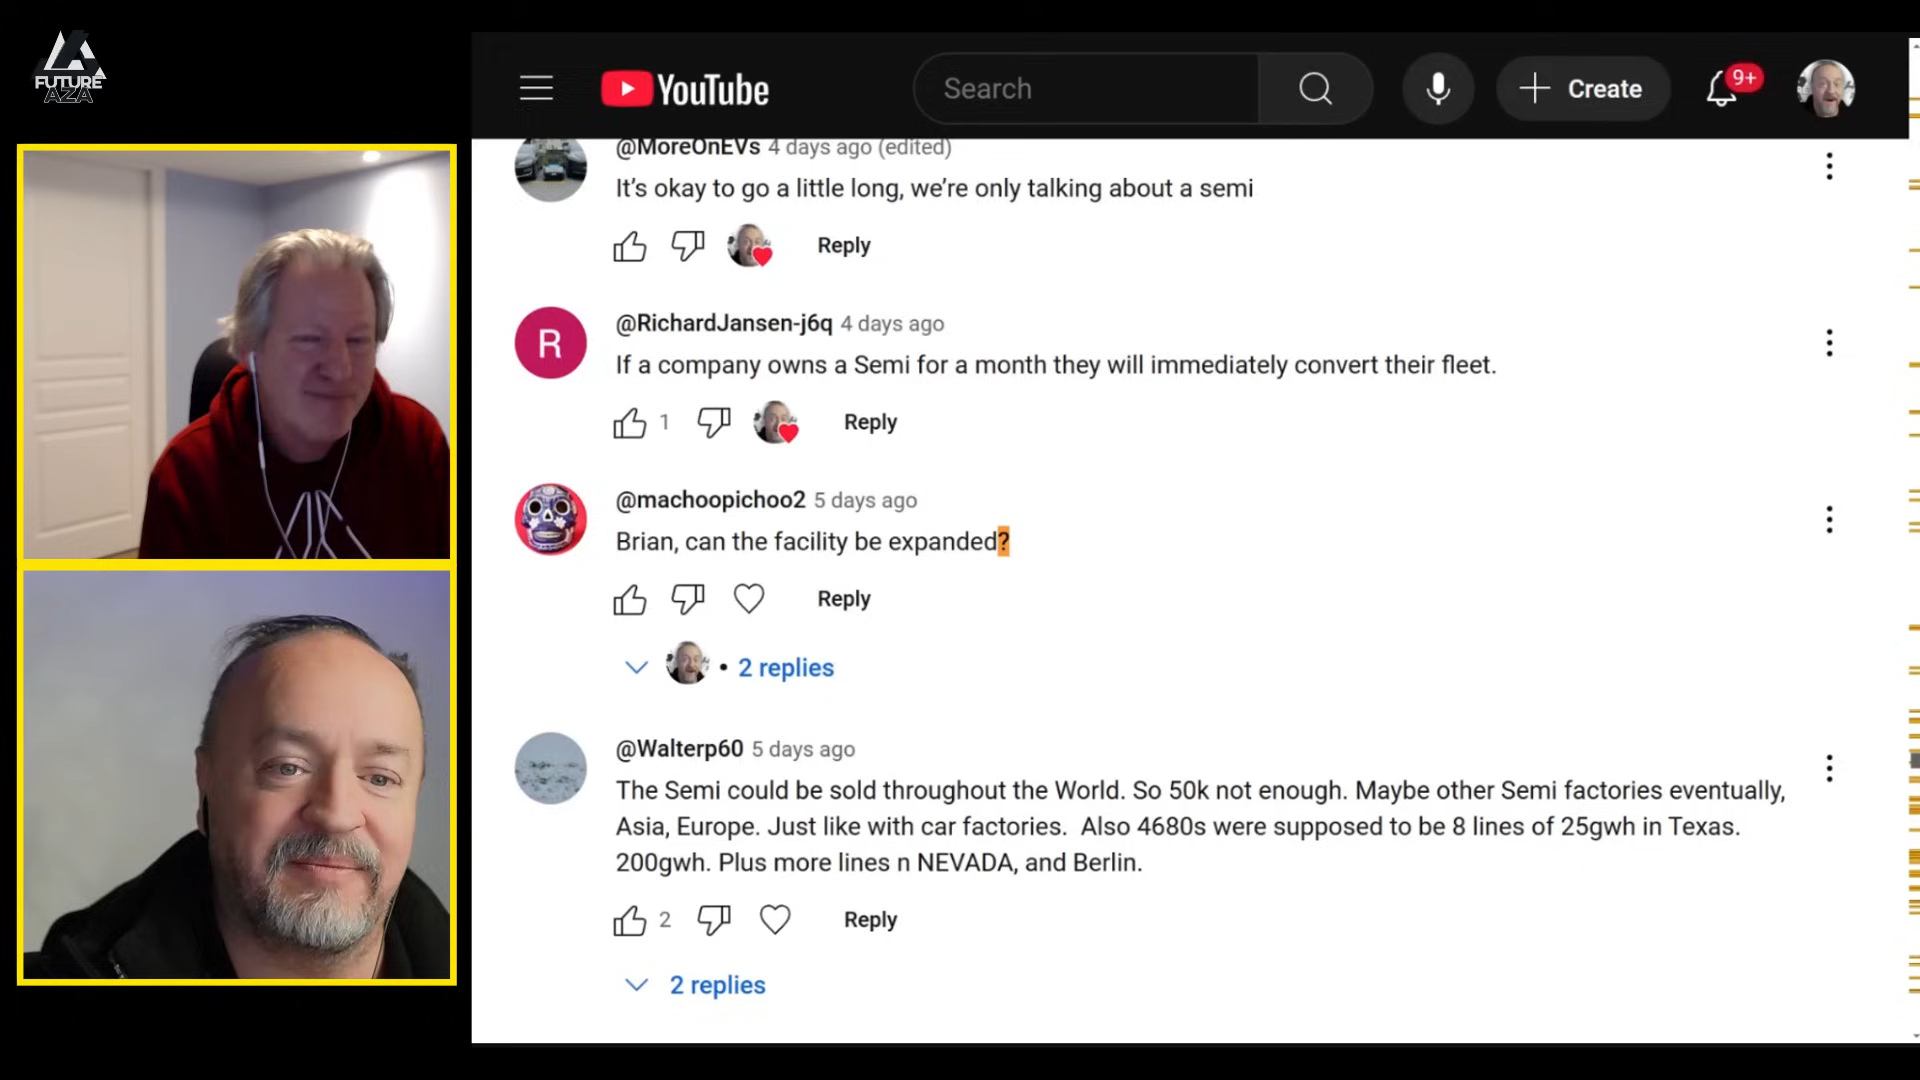 FUTURE
AZA
YouTube
Search
Create
9+
@MoreOnEVs 4 days ago (edited)
It’s okay to go a little long, we’re only talking about a semi
Reply
R
@RichardJansen-j6q 4 days ago
If a company owns a Semi for a month they will immediately convert their fleet.
1
Reply
@machoopichoo2 5 days ago
Brian, can the facility be expanded?
Reply
• 2 replies
@Walterp60 5 days ago
The Semi could be sold throughout the World. So 50k not enough. Maybe other Semi factories eventually,
Asia, Europe. Just like with car factories.  Also 4680s were supposed to be 8 lines of 25gwh in Texas.
200gwh. Plus more lines n NEVADA, and Berlin.
2
Reply
2 replies